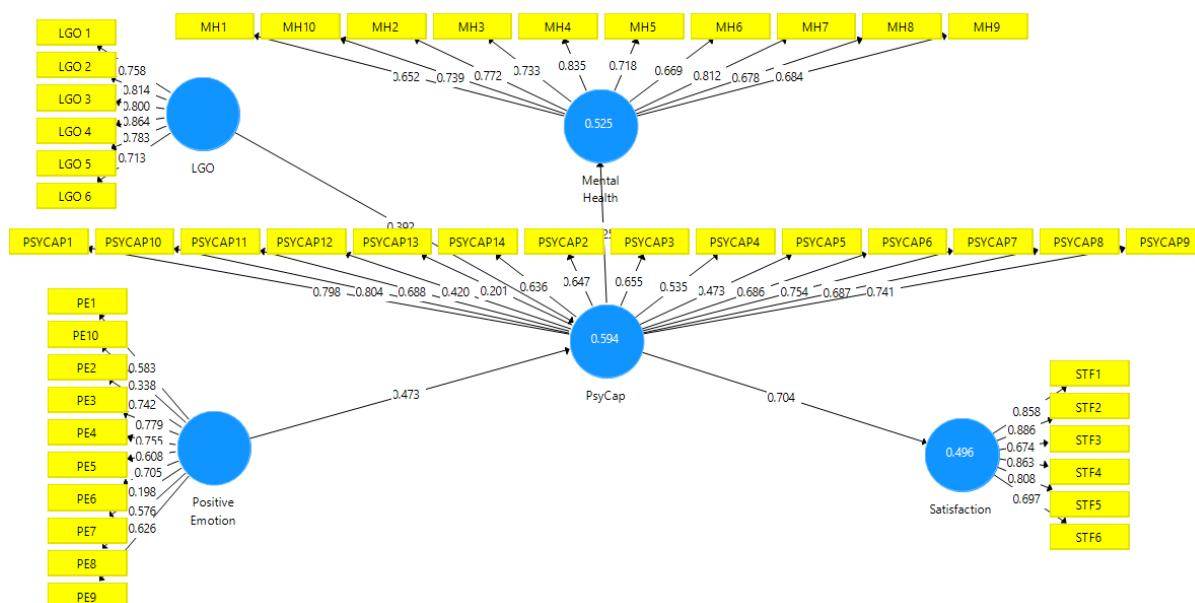 MH1 MH10 MH2 MH3 MH4 MH5 MH6 MH7 MH8 MH9
LGO 1
LGO 2
LGO 3
LGO 4
LGO 5
LGO 6
0.758
0.814
0.800
0.864
0.783
0.713
0.652 0.739 0.772 0.733 0.835 0.718 0.669 0.812 0.678 0.684
0.525
LGO
Mental
Health
0.392
PSYCAP1 PSYCAP10 PSYCAP11 PSYCAP12 PSYCAP13 PSYCAP14 PSYCAP2 PSYCAP3 PSYCAP4 PSYCAP5 PSYCAP6 PSYCAP7 PSYCAP8 PSYCAP9
0.798 0.804 0.688 0.420 0.201 0.636 0.647 0.655 0.535 0.473 0.686 0.754 0.687 0.741
0.594
PsyCap
PE1
PE10
PE2
PE3
PE4
PE5
PE6
PE7
PE8
PE9
0.583
0.338
0.742
0.779
0.755
0.608
0.705
0.198
0.576
0.626
Positive
Emotion
0.473
0.704
0.496
Satisfaction
0.858
0.886
0.674
0.863
0.808
0.697
STF1
STF2
STF3
STF4
STF5
STF6